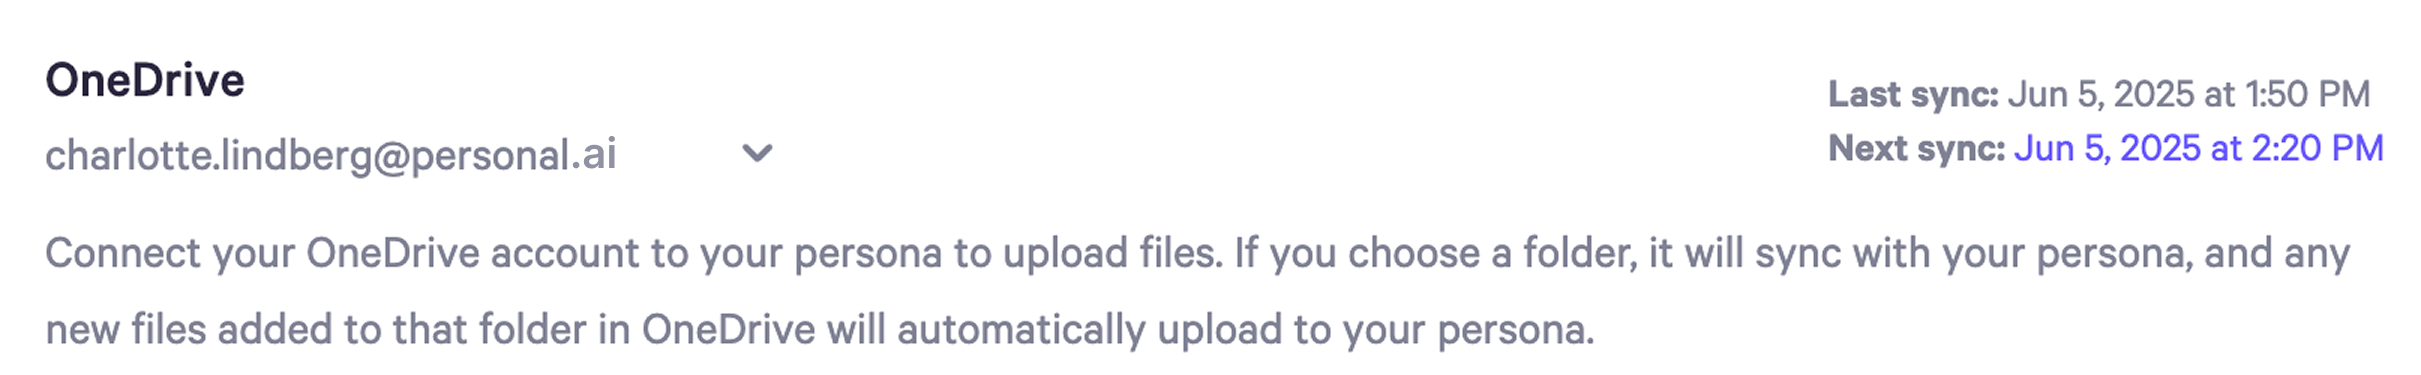 OneDrive
charlotte.lindberg@personal.ai
Last sync: Jun 5, 2025 at 1:50 PM
Next sync: Jun 5, 2025 at 2:20 PM
Connect your OneDrive account to your persona to upload files. If you choose a folder, it will sync with your persona, and any
new files added to that folder in OneDrive will automatically upload to your persona.